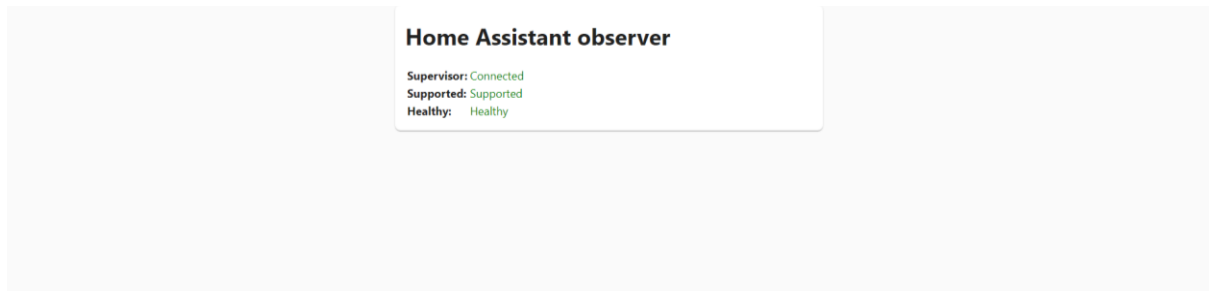 Home Assistant observer
Supervisor: Connected
Supported: Supported
Healthy: Healthy